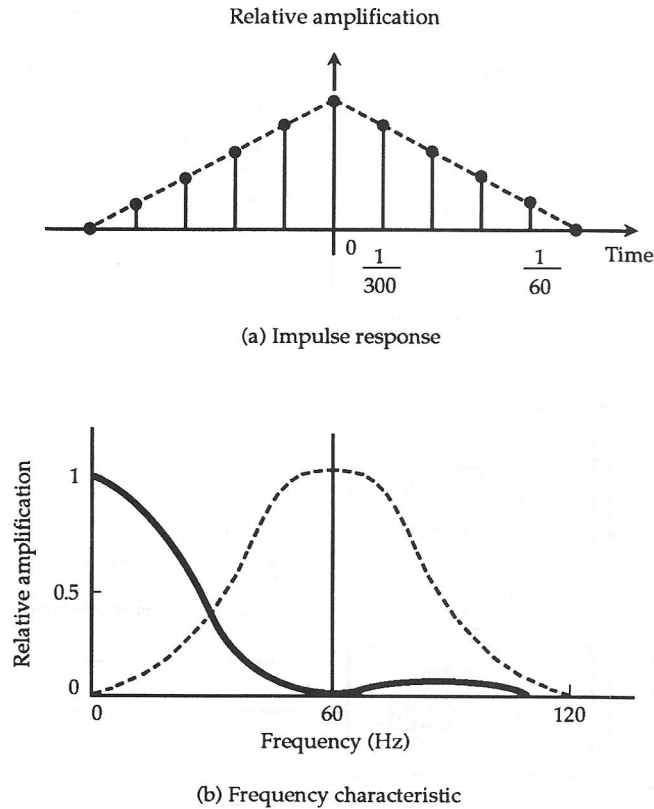 Relative amplification
0
1
300
1
60
Time
(a) Impulse response
Relative amplification
1
0.5
0
0
60
120
Frequency (Hz)
(b) Frequency characteristic